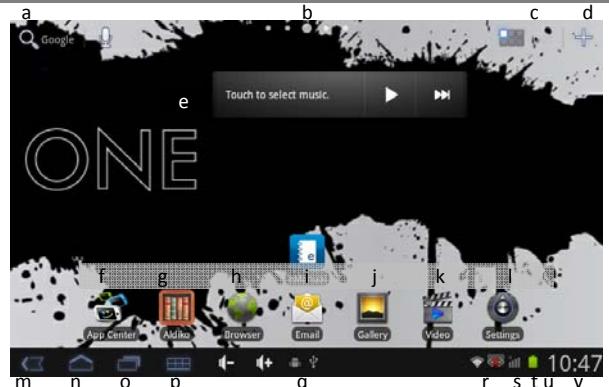 a b c d
Google
e
Touch to select music.
ONE
e
f g h i j k l
@
App Center Aldiko Browser Email Gallery Video Settings
10:47
m n o p q r s t u v